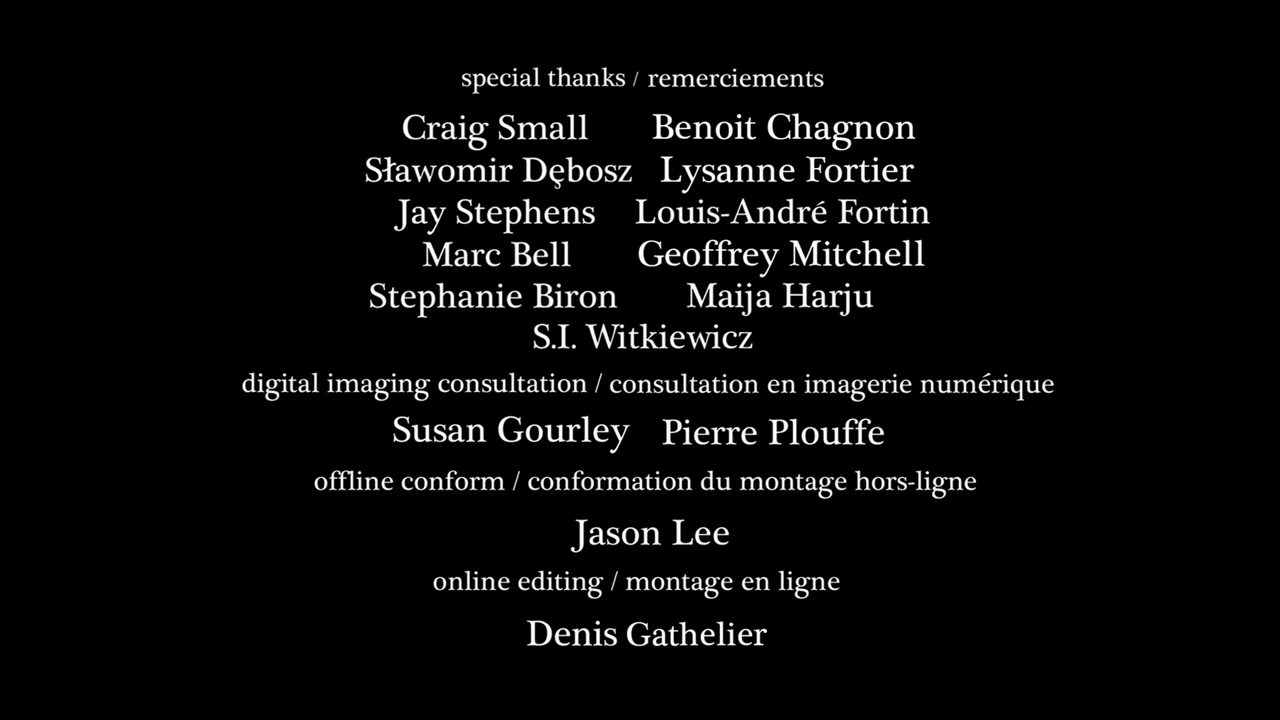 special thanks / remerciements
Craig Small Benoit Chagnon
Sławomir Dębosz Lysanne Fortier
Jay Stephens Louis-André Fortin
Marc Bell Geoffrey Mitchell
Stephanie Biron Maija Harju
S.I. Witkiewicz
digital imaging consultation / consultation en imagerie numérique
Susan Gourley Pierre Plouffe
offline conform / conformation du montage hors-ligne
Jason Lee
online editing / montage en ligne
Denis Gathelier